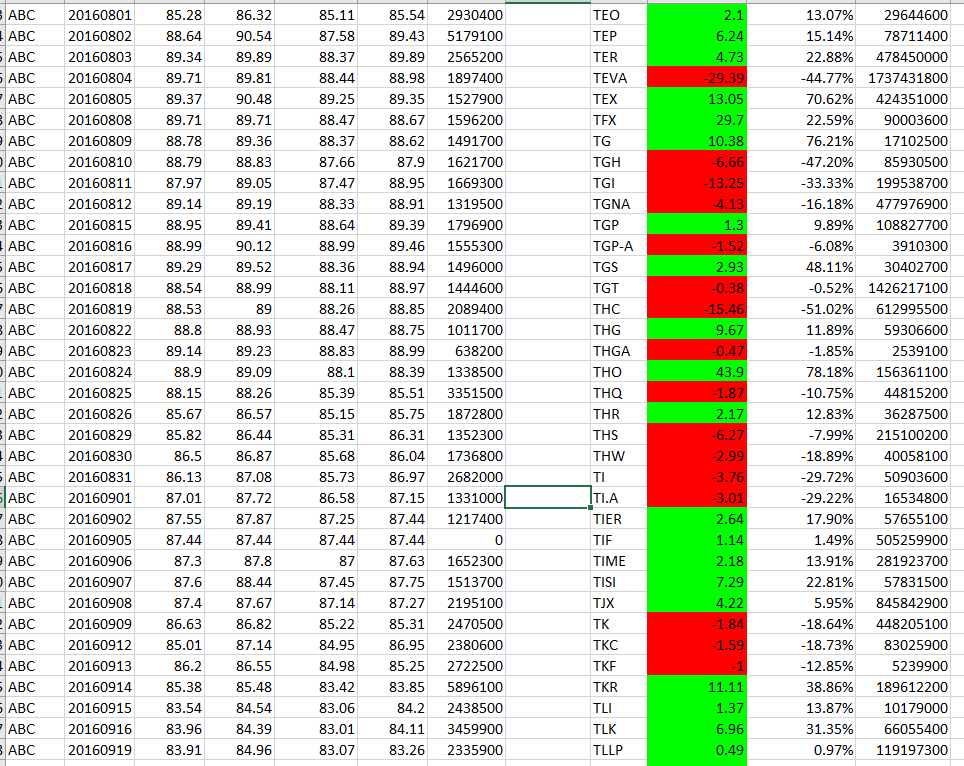 ABC 20160801 85.28 86.32 85.11 85.54 2930400 TEO 2.1 13.07% 29644600
ABC 20160802 88.64 90.54 87.58 89.43 5179100 TEP 6.24 15.14% 78711400
ABC 20160803 89.34 89.89 88.37 89.89 2565200 TER 4.73 22.88% 478450000
ABC 20160804 89.71 89.81 88.44 88.98 1897400 TEVA -29.39 -44.77% 1737431800
ABC 20160805 89.37 90.48 89.25 89.35 1527900 TEX 13.05 70.62% 424351000
ABC 20160808 89.71 89.71 88.47 88.67 1596200 TFX 29.7 22.59% 90003600
ABC 20160809 88.78 89.36 88.37 88.62 1491700 TG 10.38 76.21% 17102500
ABC 20160810 88.79 88.83 87.66 87.9 1621700 TGH -6.66 -47.20% 85930500
ABC 20160811 87.97 89.05 87.47 88.95 1669300 TGI -13.25 -33.33% 199538700
ABC 20160812 89.14 89.19 88.33 88.91 1319500 TGNA -4.13 -16.18% 477976900
ABC 20160815 88.95 89.41 88.64 89.39 1796900 TGP 1.3 9.89% 108827700
ABC 20160816 88.99 90.12 88.99 89.46 1555300 TGP-A -1.52 -6.08% 3910300
ABC 20160817 89.29 89.52 88.36 88.94 1496000 TGS 2.93 48.11% 30402700
ABC 20160818 88.54 88.99 88.11 88.97 1444600 TGT -0.38 -0.52% 1426217100
ABC 20160819 88.53 89 88.26 88.85 2089400 THC -15.46 -51.02% 612995500
ABC 20160822 88.8 88.93 88.47 88.75 1011700 THG 9.67 11.89% 59306600
ABC 20160823 89.14 89.23 88.83 88.99 638200 THGA -0.47 -1.85% 2539100
ABC 20160824 88.9 89.09 88.1 88.39 1338500 THO 43.9 78.18% 156361100
ABC 20160825 88.15 88.26 85.39 85.51 3351500 THQ -1.87 -10.75% 44815200
ABC 20160826 85.67 86.57 85.15 85.75 1872800 THR 2.17 12.83% 36287500
ABC 20160829 85.82 86.44 85.31 86.31 1352300 THS -6.27 -7.99% 215100200
ABC 20160830 86.5 86.87 85.68 86.04 1736800 THW -2.99 -18.89% 40058100
ABC 20160831 86.13 87.08 85.73 86.97 2682000 TI -3.76 -29.72% 50903600
ABC 20160901 87.01 87.72 86.58 87.15 1331000 TI.A -3.01 -29.22% 16534800
ABC 20160902 87.55 87.87 87.25 87.44 1217400 TIER 2.64 17.90% 57655100
ABC 20160905 87.44 87.44 87.44 87.44 0 TIF 1.14 1.49% 505259900
ABC 20160906 87.3 87.8 87 87.63 1652300 TIME 2.18 13.91% 281923700
ABC 20160907 87.6 88.44 87.45 87.75 1513700 TISI 7.29 22.81% 57831500
ABC 20160908 87.4 87.67 87.14 87.27 2195100 TJX 4.22 5.95% 845842900
ABC 20160909 86.63 86.82 85.22 85.31 2470500 TK -1.84 -18.64% 448205100
ABC 20160912 85.01 87.14 84.95 86.95 2380600 TKC -1.59 -18.73% 83025900
ABC 20160913 86.2 86.55 84.98 85.25 2722500 TKF -1 -12.85% 5239900
ABC 20160914 85.38 85.48 83.42 83.85 5896100 TKR 11.11 38.86% 189612200
ABC 20160915 83.54 84.54 83.06 84.2 2438500 TLI 1.37 13.87% 10179000
ABC 20160916 83.96 84.39 83.01 84.11 3459900 TLK 6.96 31.35% 66055400
ABC 20160919 83.91 84.96 83.07 83.26 2335900 TLLP 0.49 0.97% 119197300